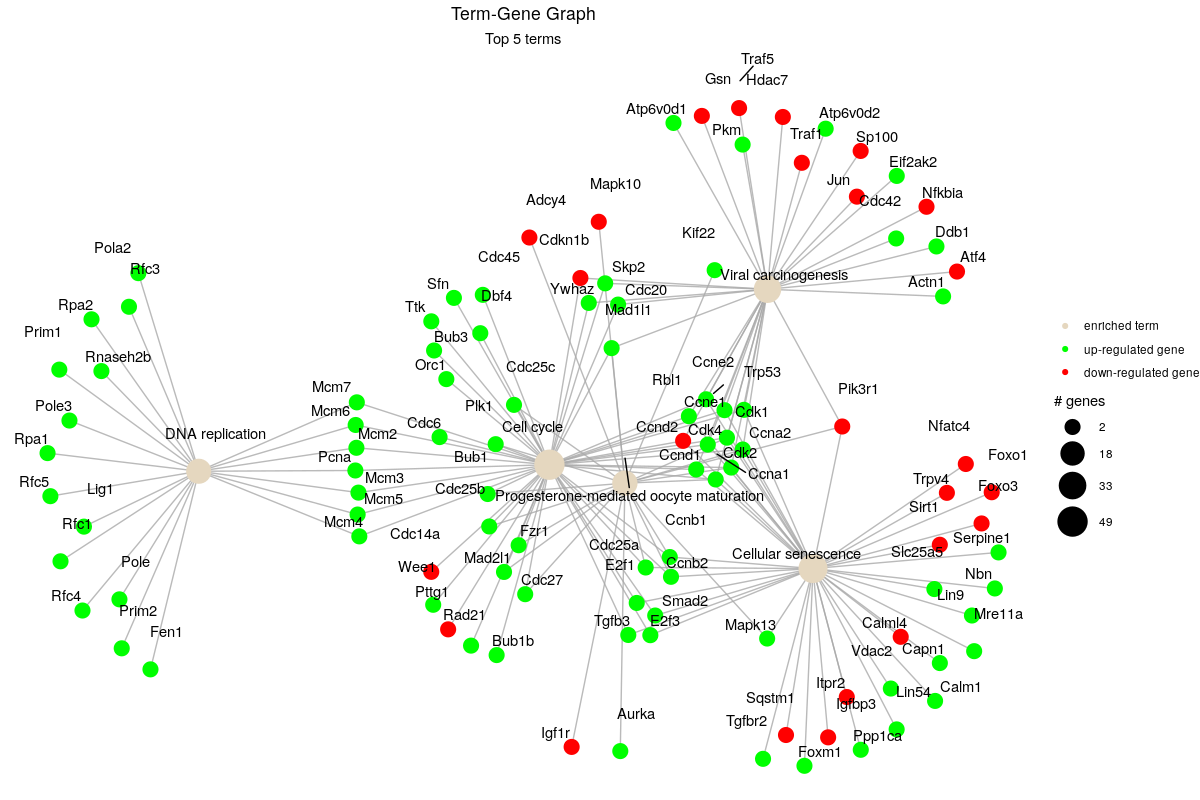 Term-Gene Graph
Top 5 terms
Traf5
Gsn
Hdac7
Atp6v0d1
Atp6v0d2
Pkm
Traf1
Sp100
Eif2ak2
Jun
Mapk10
Nfkbia
Adcy4
Cdc42
Kif22
Ddb1
Cdkn1b
Pola2
Cdc45
Atf4
Rfc3
Skp2
Viral carcinogenesis
Sfn
Actn1
Ywhaz
Cdc20
Dbf4
Rpa2
Ttk
Mad1l1
enriched term
Prim1
Bub3
up-regulated gene
Rnaseh2b
Orc1
Cdc25c
Ccne2
Trp53
down-regulated gene
Rbl1
Mcm7
Pik3r1
# genes
Pole3
Mcm6
Plk1
Ccne1
Cdk1
2
Cdc6
Cell cycle
Ccnd2
Cdk4
Nfatc4
DNA replication
Mcm2
Ccna2
Rpa1
Pcna
Bub1
Ccnd1
Cdk2
Foxo1
18
Rfc5
Lig1
Mcm3
Cdc25b
Ccna1
Trpv4
Foxo3
33
Mcm5
Progesterone-mediated oocyte maturation
Sirt1
Rfc1
Mcm4
Cdc14a
Fzr1
Ccnb1
49
Serpine1
Pole
Mad2l1
Cdc25a
Cellular senescence
Slc25a5
Wee1
E2f1
Ccnb2
Nbn
Rfc4
Cdc27
Pttg1
Lin9
Prim2
Rad21
Smad2
Mre11a
Fen1
Tgfb3
E2f3
Mapk13
Calml4
Bub1b
Vdac2
Capn1
Itpr2
Calm1
Sqstm1
Lin54
Igfbp3
Aurka
Tgfbr2
Igf1r
Ppp1ca
Foxm1